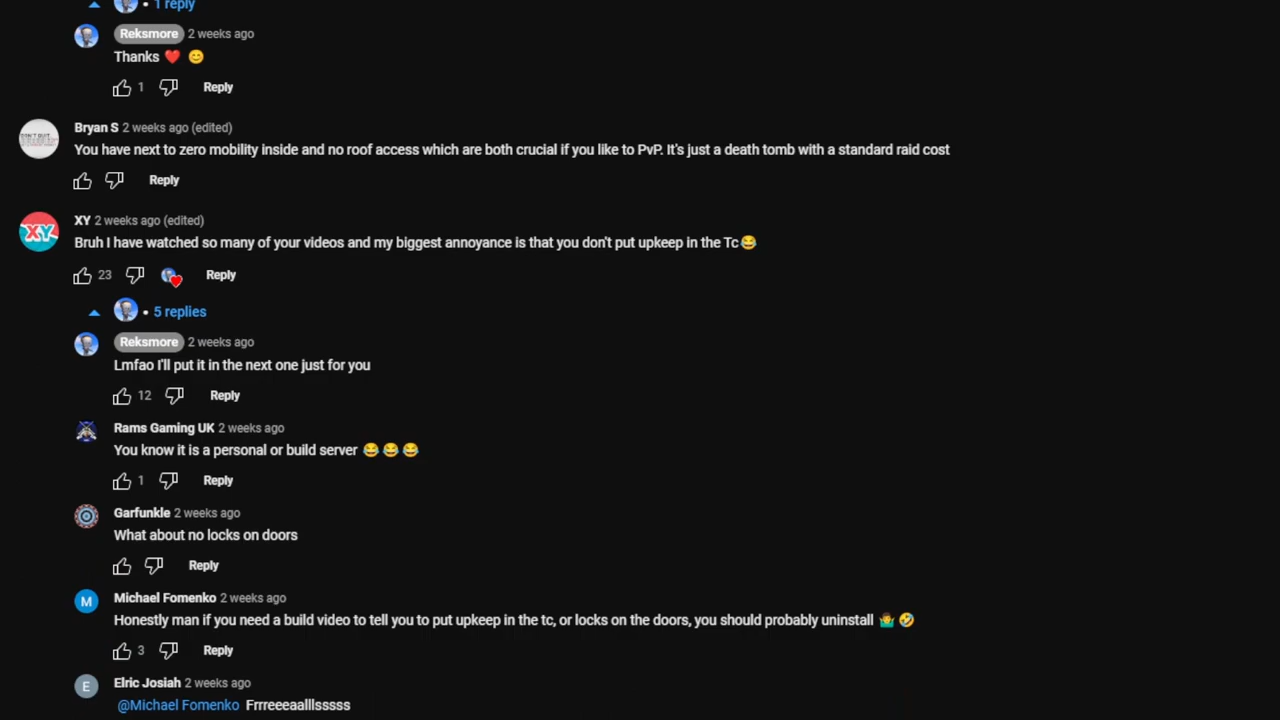 1 reply
Reksmore 2 weeks ago
Thanks ❤️ 😊
1 Reply
Bryan S 2 weeks ago (edited)
You have next to zero mobility inside and no roof access which are both crucial if you like to PvP. It's just a death tomb with a standard raid cost
Reply
XY 2 weeks ago (edited)
Bruh I have watched so many of your videos and my biggest annoyance is that you don't put upkeep in the Tc😂
23 Reply
• 5 replies
Reksmore 2 weeks ago
Lmfao I'll put it in the next one just for you
12 Reply
Rams Gaming UK 2 weeks ago
You know it is a personal or build server 😂 😂 😂
1 Reply
Garfunkle 2 weeks ago
What about no locks on doors
Reply
M Michael Fomenko 2 weeks ago
Honestly man if you need a build video to tell you to put upkeep in the tc, or locks on the doors, you should probably uninstall 🤷‍♂️ 🤣
3 Reply
E Elric Josiah 2 weeks ago
@Michael Fomenko Frrreeeaalllsssss